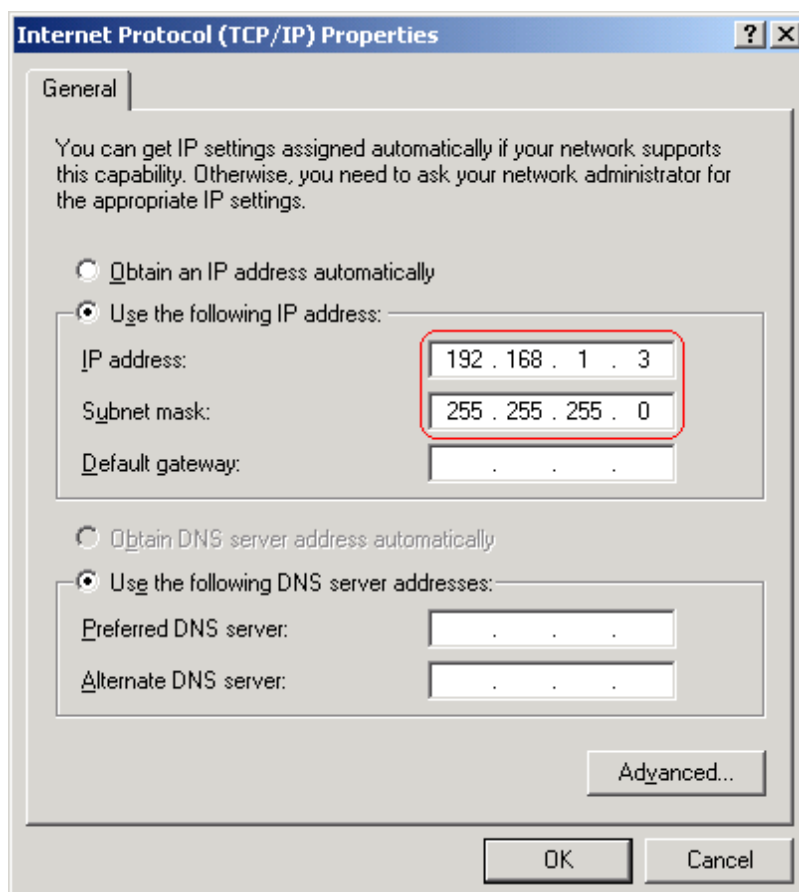 Internet Protocol (TCP/IP) Properties
General
You can get IP settings assigned automatically if your network supports
this capability. Otherwise, you need to ask your network administrator for
the appropriate IP settings.
Obtain an IP address automatically
Use the following IP address:
IP address: 192 . 168 . 1 . 3
Subnet mask: 255 . 255 . 255 . 0
Default gateway: . . .
Obtain DNS server address automatically
Use the following DNS server addresses:
Preferred DNS server: . . .
Alternate DNS server: . . .
Advanced...
OK Cancel